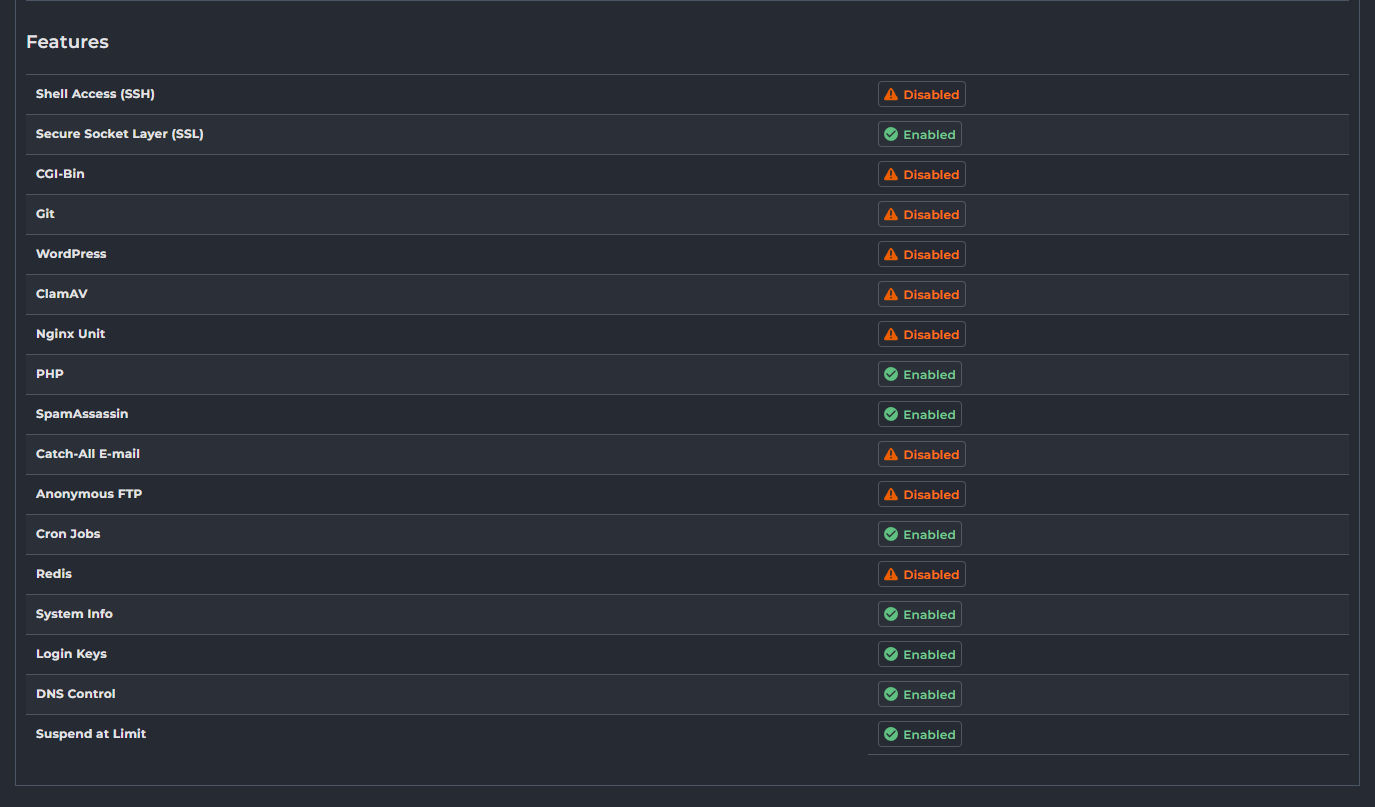 Features
Shell Access (SSH) Disabled
Secure Socket Layer (SSL) Enabled
CGI-Bin Disabled
Git Disabled
WordPress Disabled
ClamAV Disabled
Nginx Unit Disabled
PHP Enabled
SpamAssassin Enabled
Catch-All E-mail Disabled
Anonymous FTP Disabled
Cron Jobs Enabled
Redis Disabled
System Info Enabled
Login Keys Enabled
DNS Control Enabled
Suspend at Limit Enabled